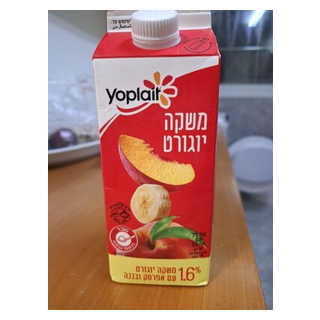 yoplait
משקה
יוגורט
1.6% משקה יוגורט
עם אפרסק ובננה